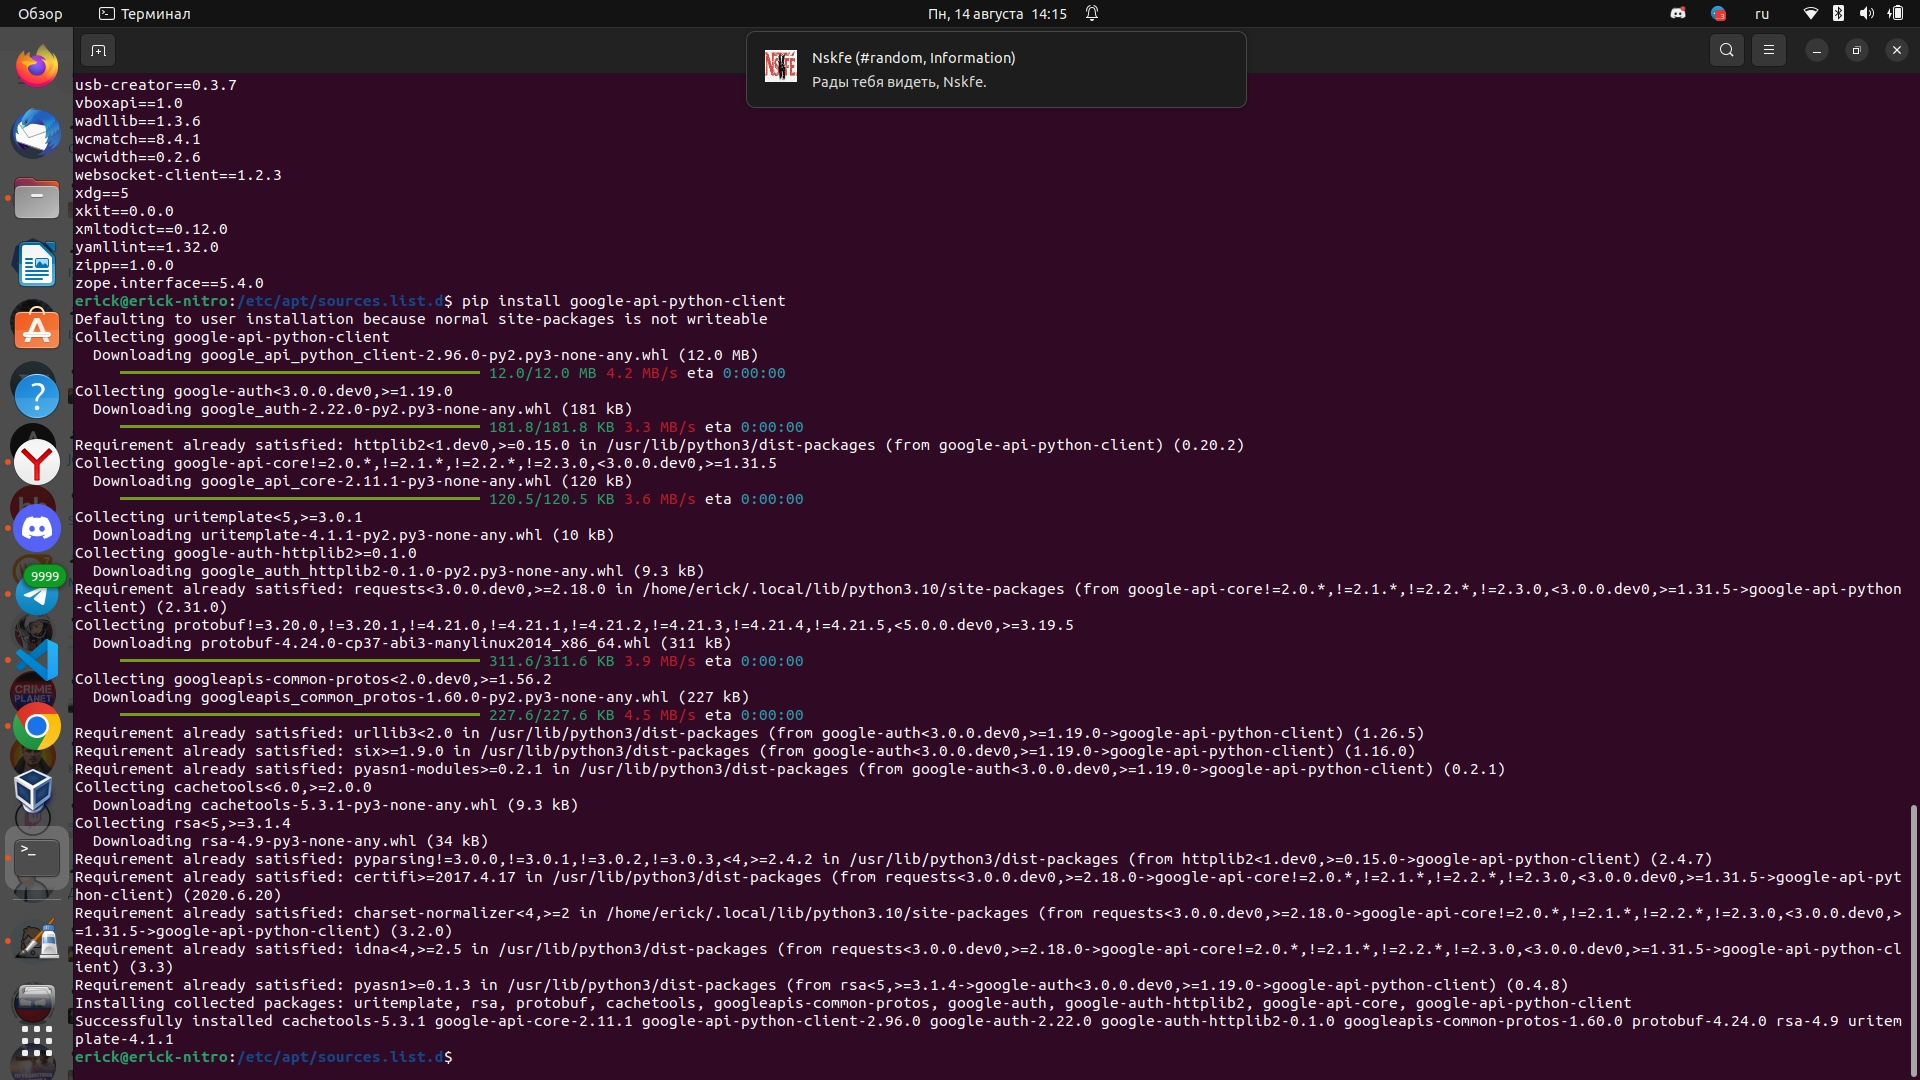 Обзор
Терминал
Пн, 14 августа 14:15
ru
Nskfe (#random, Information)
Рады тебя видеть, Nskfe.
usb-creator==0.3.7
vboxapi==1.0
wadllib==1.3.6
wcmatch==8.4.1
wcwidth==0.2.6
websocket-client==1.2.3
xdg==5
xkit==0.0.0
xmltodict==0.12.0
yamllint==1.32.0
zipp==1.0.0
zope.interface==5.4.0
erick@erick-nitro:/etc/apt/sources.list.d$ pip install google-api-python-client
Defaulting to user installation because normal site-packages is not writeable
Collecting google-api-python-client
  Downloading google_api_python_client-2.96.0-py2.py3-none-any.whl (12.0 MB)
12.0/12.0 MB 4.2 MB/s eta 0:00:00
Collecting google-auth<3.0.0.dev0,>=1.19.0
  Downloading google_auth-2.22.0-py2.py3-none-any.whl (181 kB)
181.8/181.8 KB 3.3 MB/s eta 0:00:00
Requirement already satisfied: httplib2<1.dev0,>=0.15.0 in /usr/lib/python3/dist-packages (from google-api-python-client) (0.20.2)
Collecting google-api-core!=2.0.*,!=2.1.*,!=2.2.*,!=2.3.0,<3.0.0.dev0,>=1.31.5
  Downloading google_api_core-2.11.1-py3-none-any.whl (120 kB)
120.5/120.5 KB 3.6 MB/s eta 0:00:00
Collecting uritemplate<5,>=3.0.1
  Downloading uritemplate-4.1.1-py2.py3-none-any.whl (10 kB)
Collecting google-auth-httplib2>=0.1.0
  Downloading google_auth_httplib2-0.1.0-py2.py3-none-any.whl (9.3 kB)
Requirement already satisfied: requests<3.0.0.dev0,>=2.18.0 in /home/erick/.local/lib/python3.10/site-packages (from google-api-core!=2.0.*,!=2.1.*,!=2.2.*,!=2.3.0,<3.0.0.dev0,>=1.31.5->google-api-python
-client) (2.31.0)
Collecting protobuf!=3.20.0,!=3.20.1,!=4.21.0,!=4.21.1,!=4.21.2,!=4.21.3,!=4.21.4,!=4.21.5,<5.0.0.dev0,>=3.19.5
  Downloading protobuf-4.24.0-cp37-abi3-manylinux2014_x86_64.whl (311 kB)
311.6/311.6 KB 3.9 MB/s eta 0:00:00
Collecting googleapis-common-protos<2.0.dev0,>=1.56.2
  Downloading googleapis_common_protos-1.60.0-py2.py3-none-any.whl (227 kB)
227.6/227.6 KB 4.5 MB/s eta 0:00:00
Requirement already satisfied: urllib3<2.0 in /usr/lib/python3/dist-packages (from google-auth<3.0.0.dev0,>=1.19.0->google-api-python-client) (1.26.5)
Requirement already satisfied: six>=1.9.0 in /usr/lib/python3/dist-packages (from google-auth<3.0.0.dev0,>=1.19.0->google-api-python-client) (1.16.0)
Requirement already satisfied: pyasn1-modules>=0.2.1 in /usr/lib/python3/dist-packages (from google-auth<3.0.0.dev0,>=1.19.0->google-api-python-client) (0.2.1)
Collecting cachetools<6.0,>=2.0.0
  Downloading cachetools-5.3.1-py3-none-any.whl (9.3 kB)
Collecting rsa<5,>=3.1.4
  Downloading rsa-4.9-py3-none-any.whl (34 kB)
Requirement already satisfied: pyparsing!=3.0.0,!=3.0.1,!=3.0.2,!=3.0.3,<4,>=2.4.2 in /usr/lib/python3/dist-packages (from httplib2<1.dev0,>=0.15.0->google-api-python-client) (2.4.7)
Requirement already satisfied: certifi>=2017.4.17 in /usr/lib/python3/dist-packages (from requests<3.0.0.dev0,>=2.18.0->google-api-core!=2.0.*,!=2.1.*,!=2.2.*,!=2.3.0,<3.0.0.dev0,>=1.31.5->google-api-pyt
hon-client) (2020.6.20)
Requirement already satisfied: charset-normalizer<4,>=2 in /home/erick/.local/lib/python3.10/site-packages (from requests<3.0.0.dev0,>=2.18.0->google-api-core!=2.0.*,!=2.1.*,!=2.2.*,!=2.3.0,<3.0.0.dev0,>
=1.31.5->google-api-python-client) (3.2.0)
Requirement already satisfied: idna<4,>=2.5 in /usr/lib/python3/dist-packages (from requests<3.0.0.dev0,>=2.18.0->google-api-core!=2.0.*,!=2.1.*,!=2.2.*,!=2.3.0,<3.0.0.dev0,>=1.31.5->google-api-python-cl
ient) (3.3)
Requirement already satisfied: pyasn1>=0.1.3 in /usr/lib/python3/dist-packages (from rsa<5,>=3.1.4->google-auth<3.0.0.dev0,>=1.19.0->google-api-python-client) (0.4.8)
Installing collected packages: uritemplate, rsa, protobuf, cachetools, googleapis-common-protos, google-auth, google-auth-httplib2, google-api-core, google-api-python-client
Successfully installed cachetools-5.3.1 google-api-core-2.11.1 google-api-python-client-2.96.0 google-auth-2.22.0 google-auth-httplib2-0.1.0 googleapis-common-protos-1.60.0 protobuf-4.24.0 rsa-4.9 uritem
plate-4.1.1
erick@erick-nitro:/etc/apt/sources.list.d$
9999
CRIME
PLANET